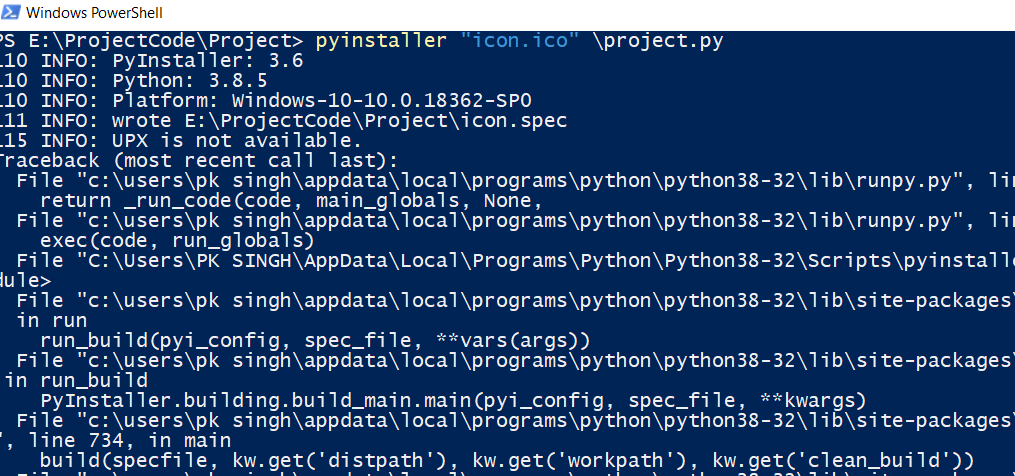 Windows PowerShell
PS E:\ProjectCode\Project> pyinstaller "icon.ico" \project.py
110 INFO: PyInstaller: 3.6
110 INFO: Python: 3.8.5
110 INFO: Platform: Windows-10-10.0.18362-SP0
111 INFO: wrote E:\ProjectCode\Project\icon.spec
115 INFO: UPX is not available.
Traceback (most recent call last):
File "c:\users\pk singh\appdata\local\programs\python\python38-32\lib\runpy.py", lin
return _run_code(code, main_globals, None,
File "c:\users\pk singh\appdata\local\programs\python\python38-32\lib\runpy.py", lin
exec(code, run_globals)
File "C:\Users\PK SINGH\AppData\Local\Programs\Python\Python38-32\Scripts\pyinstalle
dule>
File "c:\users\pk singh\appdata\local\programs\python\python38-32\lib\site-packages\
in run
run_build(pyi_config, spec_file, **vars(args))
File "c:\users\pk singh\appdata\local\programs\python\python38-32\lib\site-packages\
in run_build
PyInstaller.building.build_main.main(pyi_config, spec_file, **kwargs)
File "c:\users\pk singh\appdata\local\programs\python\python38-32\lib\site-packages\
', line 734, in main
build(specfile, kw.get('distpath'), kw.get('workpath'), kw.get('clean_build'))